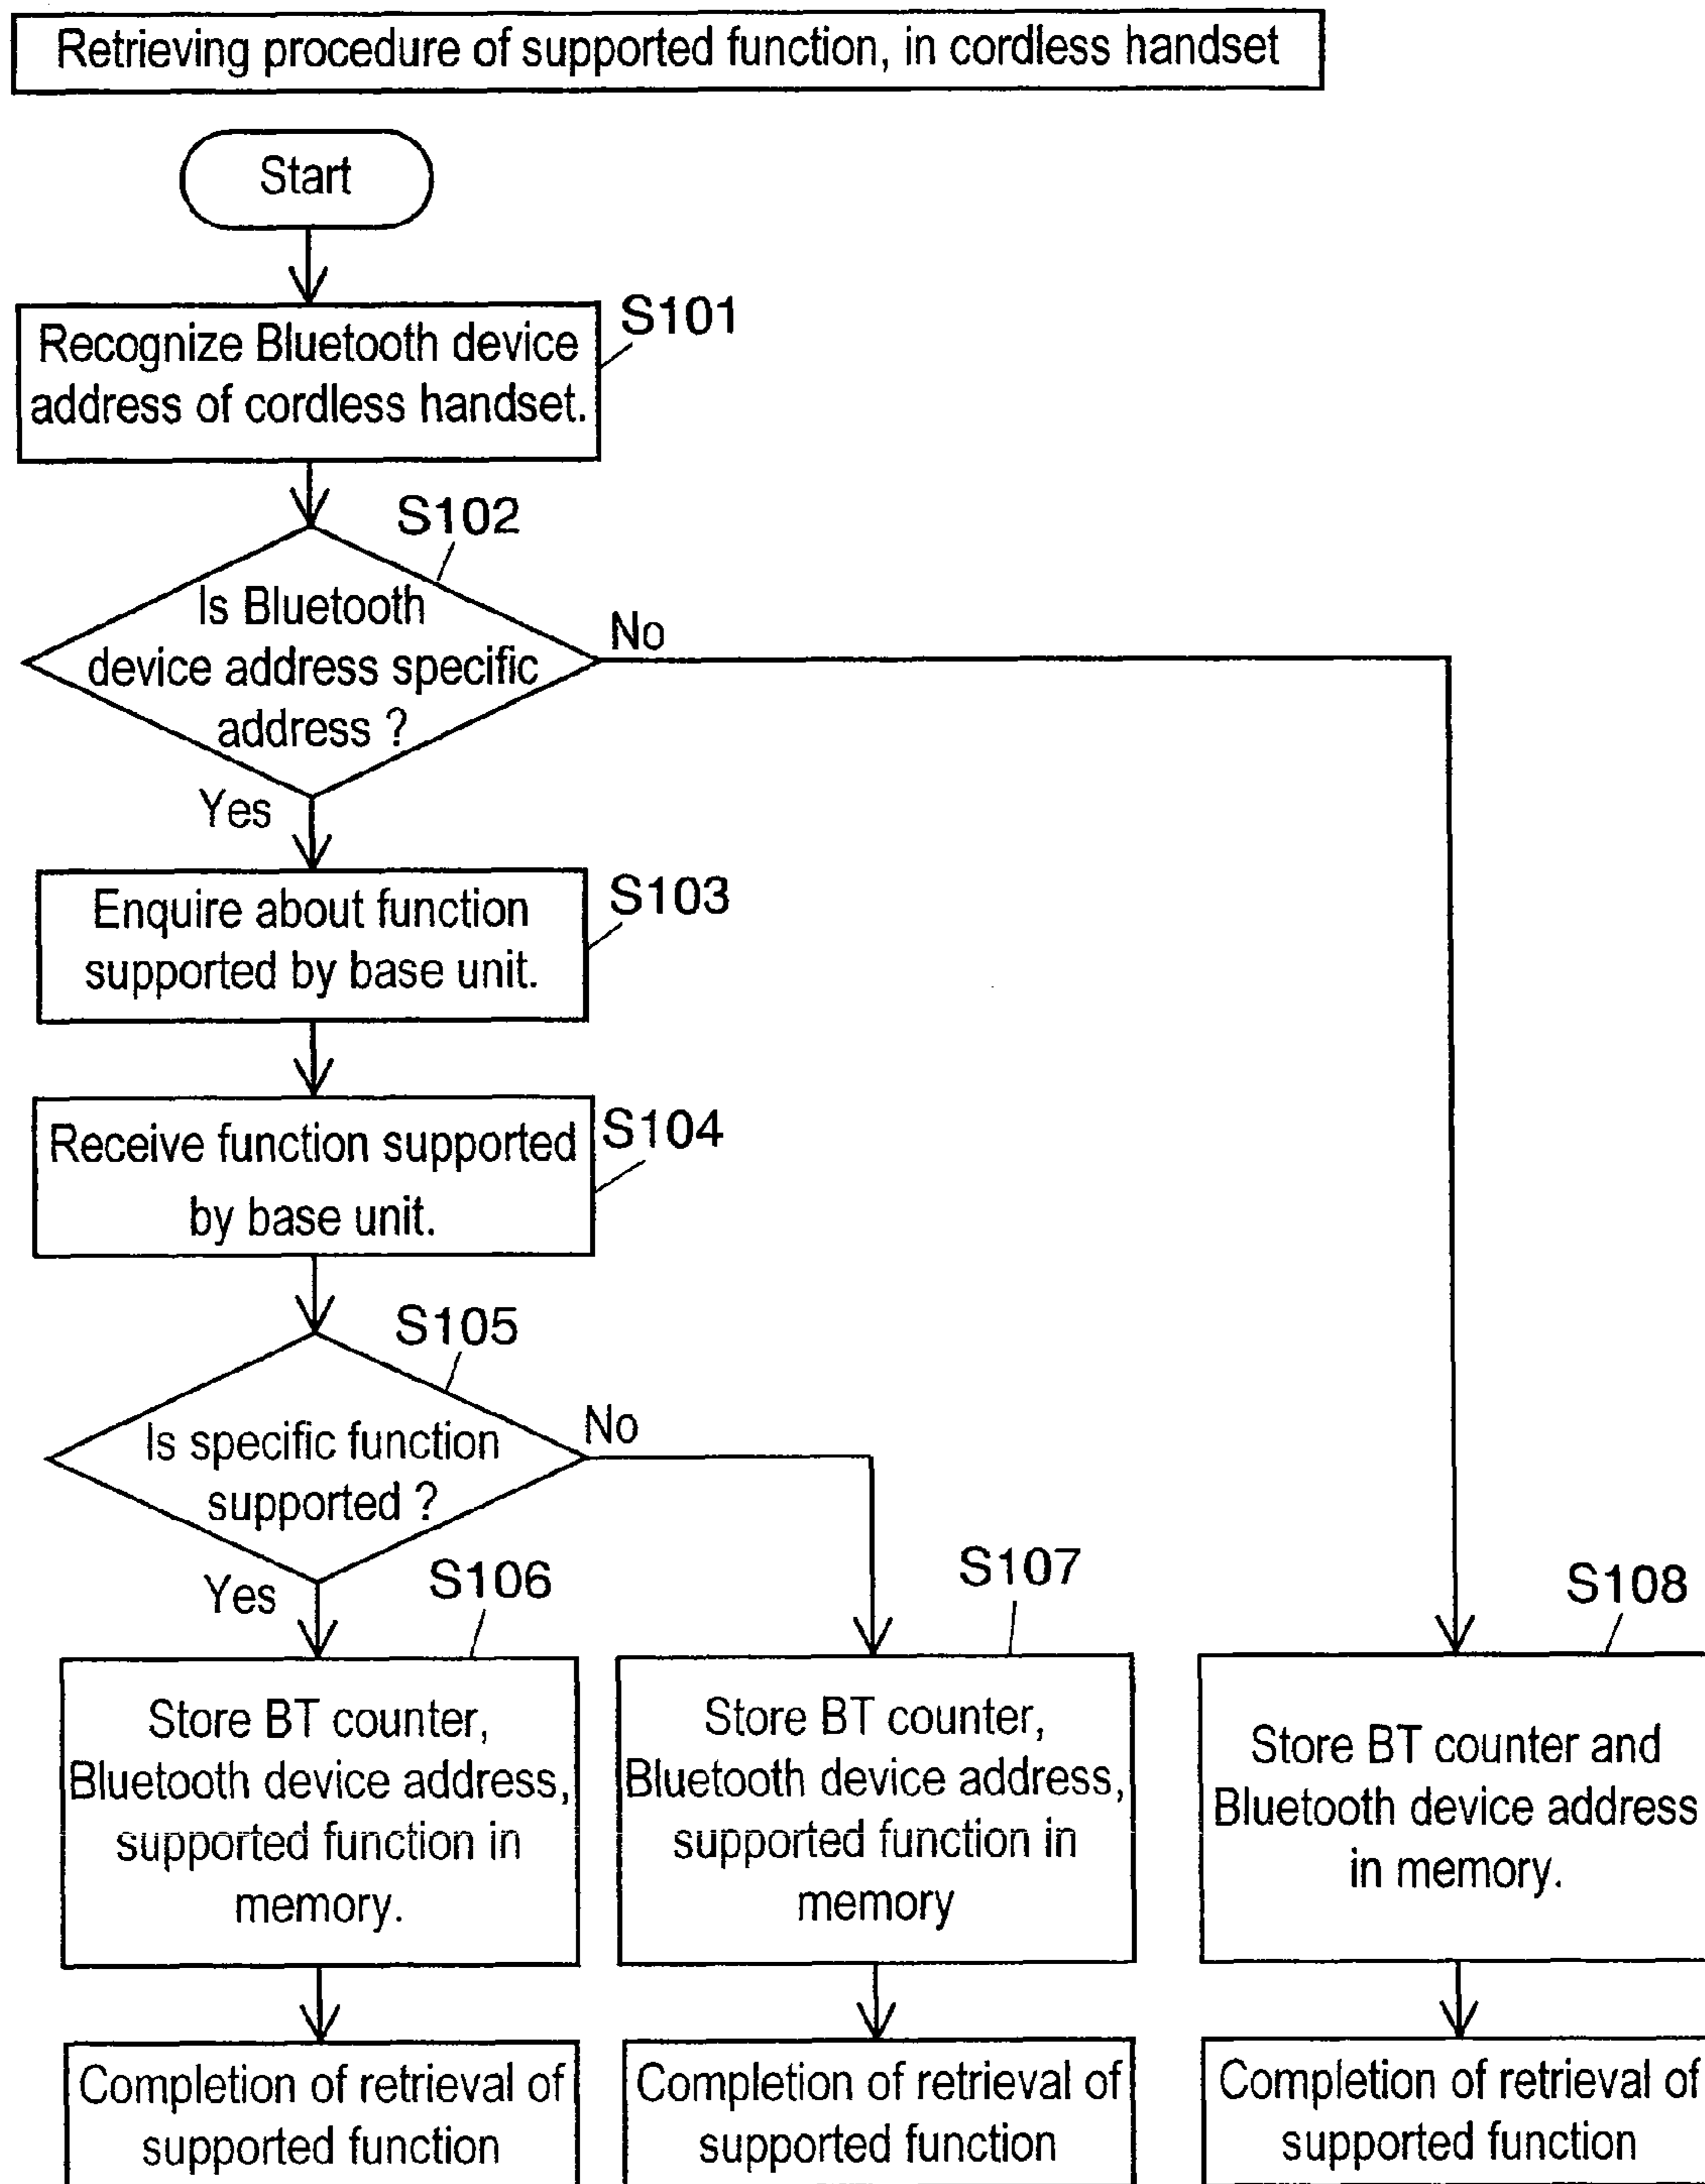 Retrieving procedure of supported function, in cordless handset
Start
S101
Recognize Bluetooth device
address of cordless handset.
S102
Is Bluetooth
device address specific
address ?
No
Yes
S103
Enquire about function
supported by base unit.
S104
Receive function supported
by base unit.
S105
Is specific function
supported ?
No
Yes
S106
Store BT counter,
Bluetooth device address,
supported function in
memory.
S107
Store BT counter,
Bluetooth device address,
supported function in
memory
S108
Store BT counter and
Bluetooth device address
in memory.
Completion of retrieval of
supported function
Completion of retrieval of
supported function
Completion of retrieval of
supported function